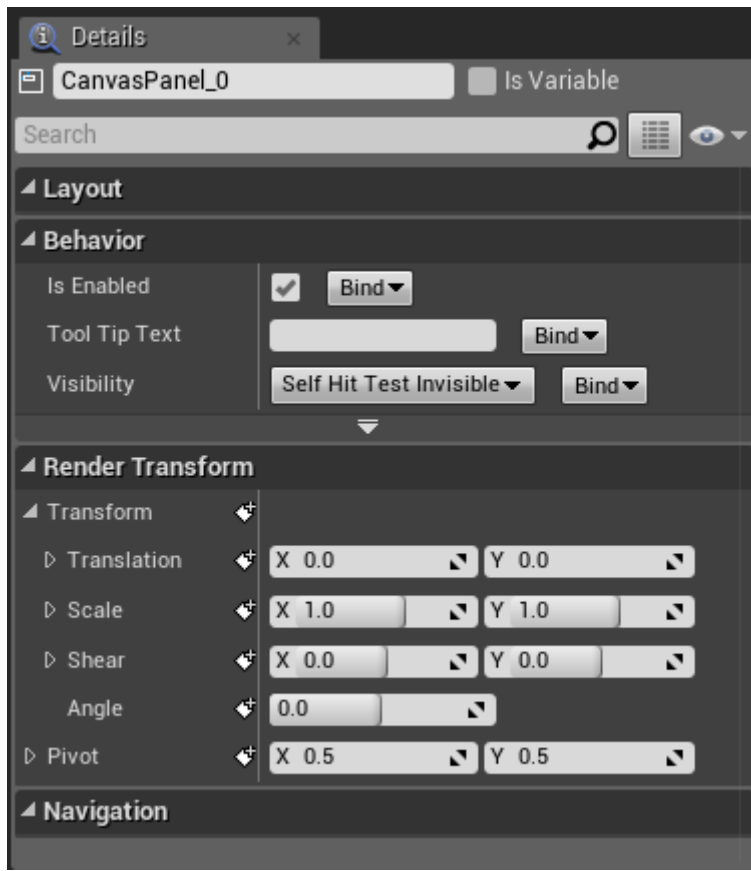 Details
CanvasPanel_0 Is Variable
Search
Layout
Behavior
Is Enabled Bind
Tool Tip Text Bind
Visibility Self Hit Test Invisible Bind
Render Transform
Transform
Translation X 0.0 Y 0.0
Scale X 1.0 Y 1.0
Shear X 0.0 Y 0.0
Angle 0.0
Pivot X 0.5 Y 0.5
Navigation